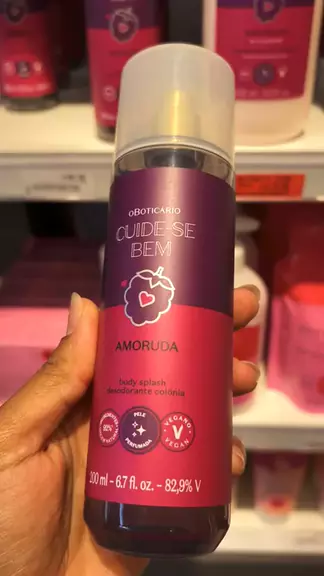 OBOTICÁRIO
CUIDE-SE
BEM
AMORUDA
body splash
desodorante colônia
PELE
PERFUMADA
VEGANO
V
VEGAN
200 ml – 6.7 fl. oz. – 82,9% V